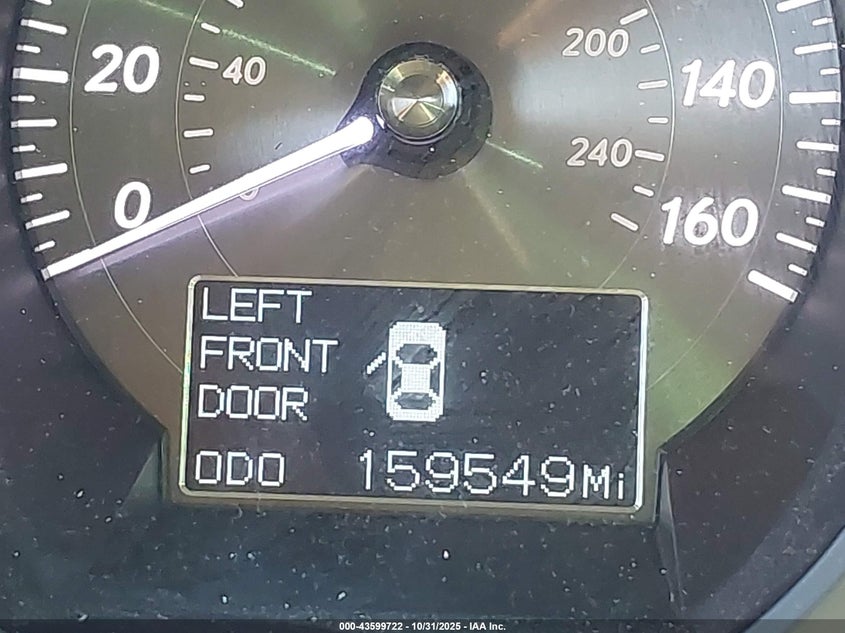 20 40 200 140
0 0 240 160
LEFT
FRONT
DOOR
ODO 159549Mi
000-43599722 - 10/31/2025 - IAA Inc.